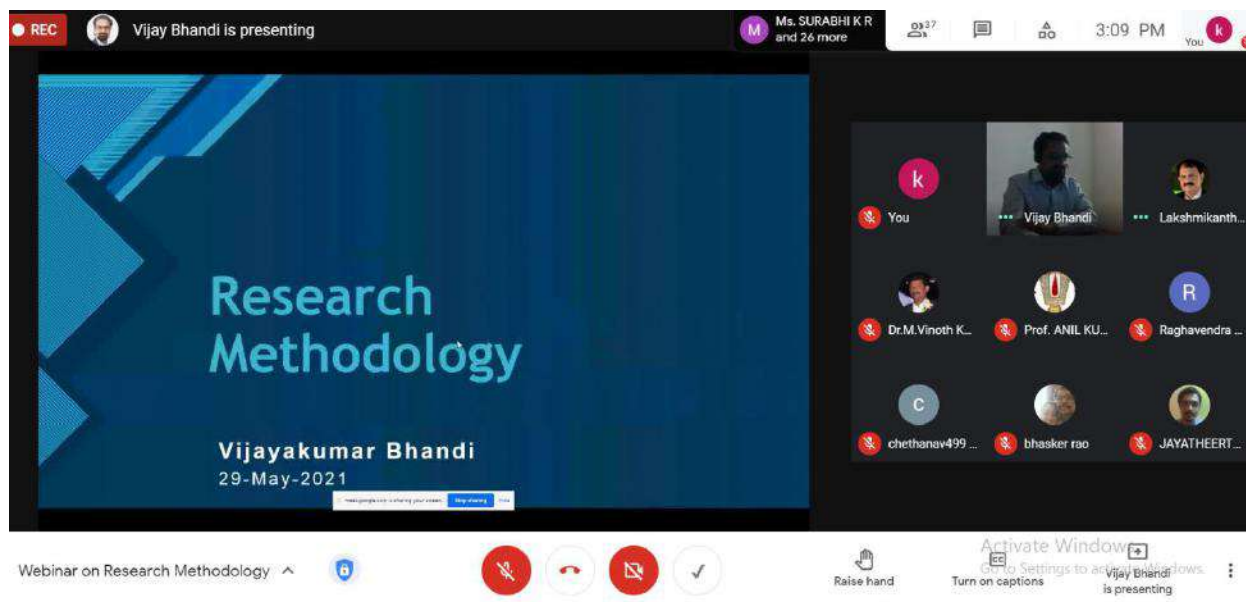 REC
Vijay Bhandi is presenting
M
Ms. SURABHI K R
and 26 more
37
3:09 PM
You
k
Research
Methodology
Vijayakumar Bhandi
29-May-2021
Stop sharing
Hide
k
You
Vijay Bhandi
Lakshmikanth...
Dr.M.Vinoth K...
Prof. ANIL KU...
R
Raghavendra ...
c
chethanav499 ...
bhasker rao
JAYATHEERT...
Webinar on Research Methodology
Raise hand
Turn on captions
Vijay Bhandi
is presenting
Activate Windows
Go to Settings to activate Windows.